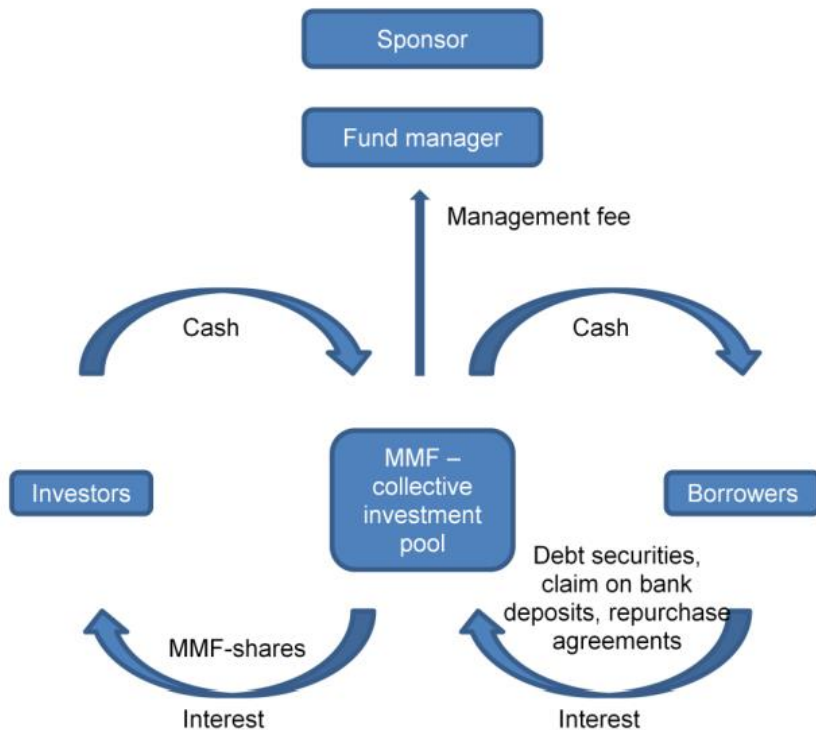 Sponsor
Fund manager
Management fee
Cash
Cash
Investors
MMF –
collective
investment
pool
Borrowers
Debt securities,
claim on bank
deposits, repurchase
agreements
MMF-shares
Interest
Interest